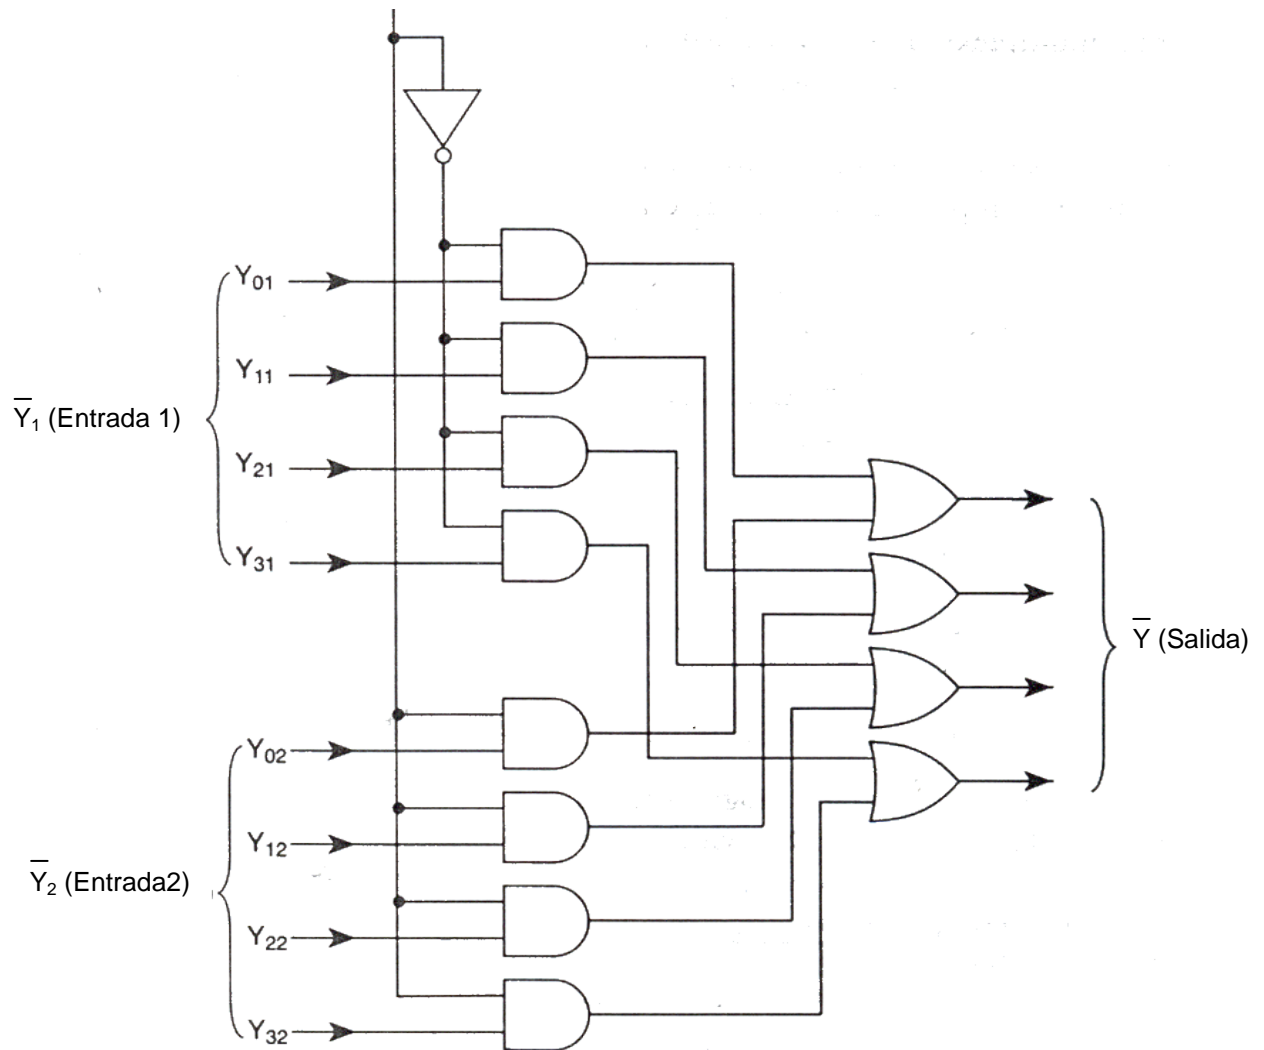 Y01
Y11
Y̅1 (Entrada 1)
Y21
Y31
Y̅ (Salida)
Y02
Y12
Y̅2 (Entrada2)
Y22
Y32